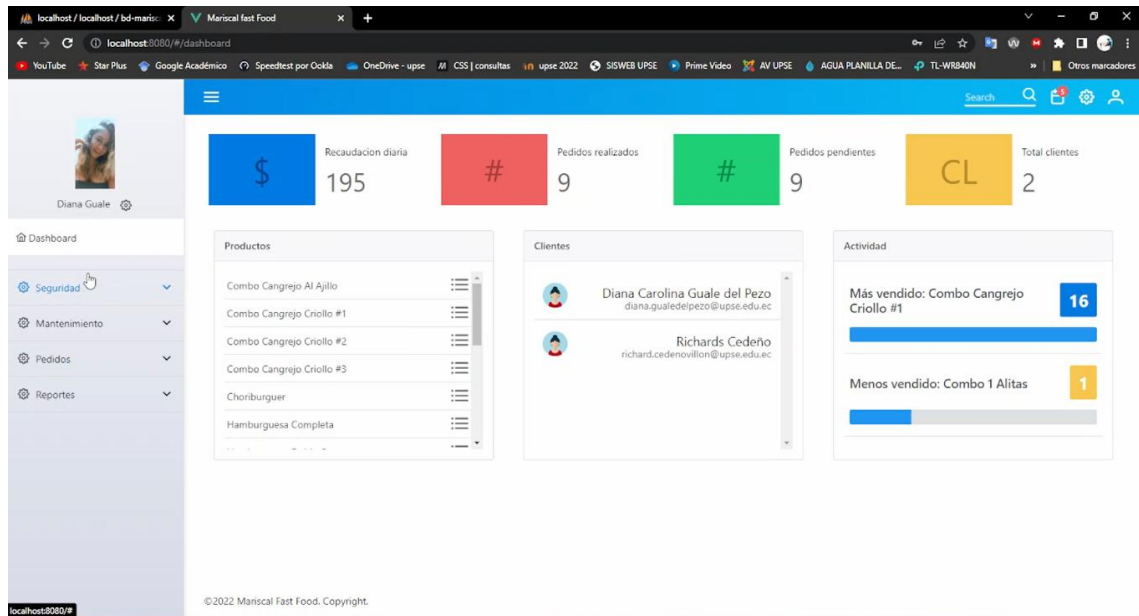 localhost / localhost / bd-marisc
Mariscal fast Food
localhost:8080/#/dashboard
YouTube
Star Plus
Google Académico
Speedtest por Ookla
OneDrive - upse
CSS | consultas
upse 2022
SISWEB UPSE
Prime Video
AV UPSE
AGUA PLANILLA DE...
TL-WR840N
»
Otros marcadores
Search
5
Diana Guale
Dashboard
Seguridad
Mantenimiento
Pedidos
Reportes
$
Recaudacion diaria
195
#
Pedidos realizados
9
#
Pedidos pendientes
9
CL
Total clientes
2
Productos
Combo Cangrejo Al Ajillo
Combo Cangrejo Criollo #1
Combo Cangrejo Criollo #2
Combo Cangrejo Criollo #3
Choriburguer
Hamburguesa Completa
Clientes
Diana Carolina Guale del Pezo
diana.gualedelpezo@upse.edu.ec
Richards Cedeño
richard.cedenovillon@upse.edu.ec
Actividad
Más vendido: Combo Cangrejo
Criollo #1
16
Menos vendido: Combo 1 Alitas
1
©2022 Mariscal Fast Food. Copyright.
localhost:8080/#